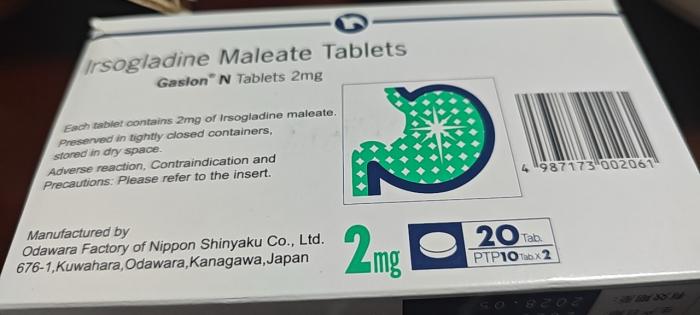 Irsogladine Maleate Tablets
Gaslon® N Tablets 2mg
Each tablet contains 2mg of Irsogladine maleate.
Preserved in tightly closed containers,
stored in dry space.
Adverse reaction, Contraindication and
Precautions: Please refer to the insert.
4 987173 002061
Manufactured by
Odawara Factory of Nippon Shinyaku Co., Ltd.
676-1,Kuwahara,Odawara,Kanagawa,Japan
2mg
20 Tab.
PTP10Tab.x2